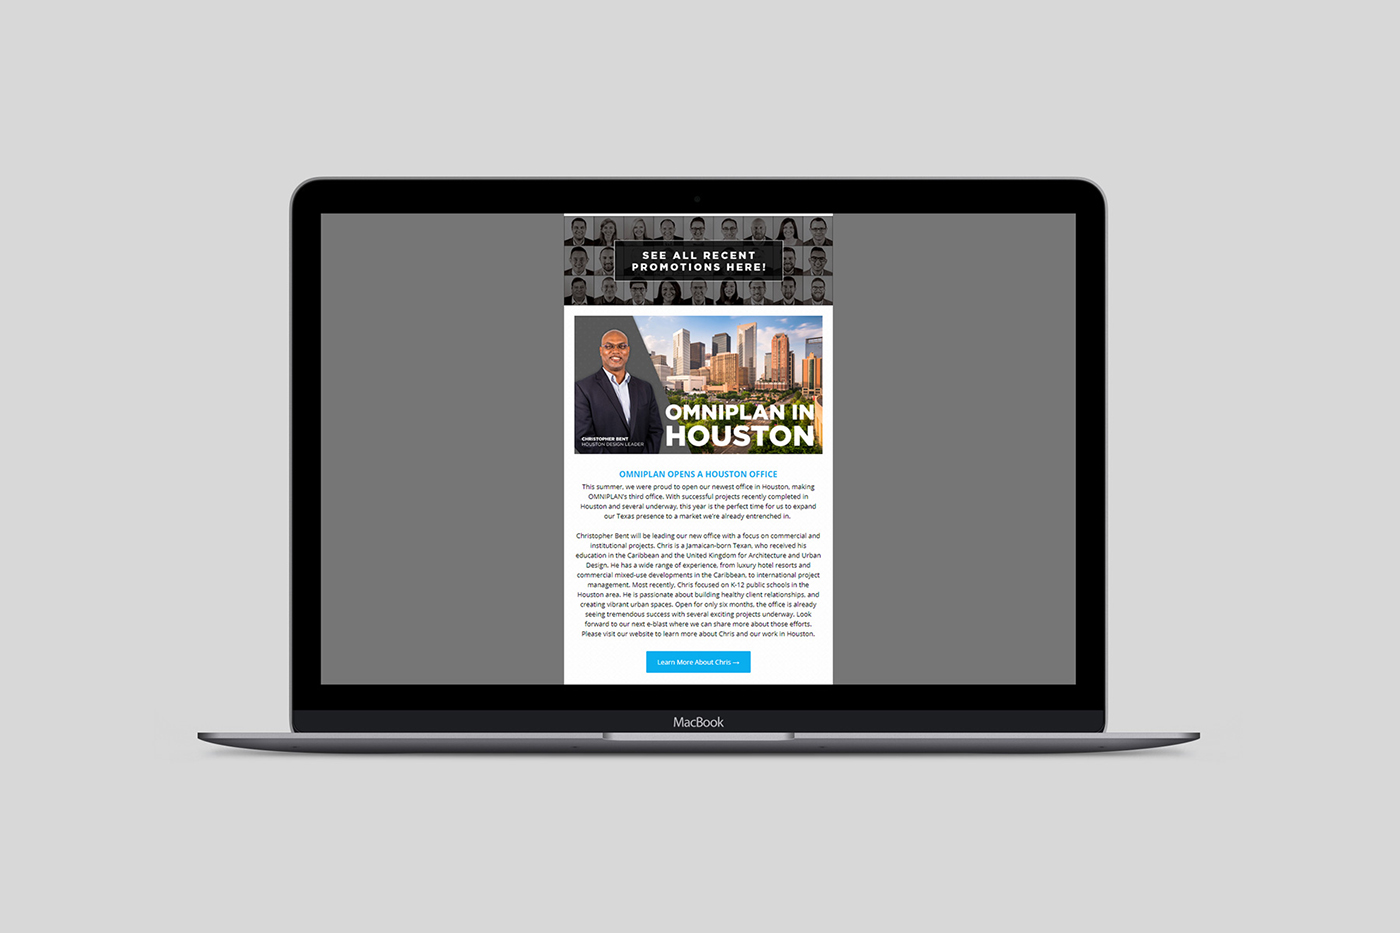 SEE ALL RECENT
PROMOTIONS HERE!
OMNIPLAN IN
HOUSTON
CHRISTOPHER BENT
HOUSTON DESIGN LEADER
OMNIPLAN OPENS A HOUSTON OFFICE
This summer, we were proud to open our newest office in Houston, making
OMNIPLAN's third office. With successful projects recently completed in
Houston and several underway, this year is the perfect time for us to expand
our Texas presence to a market we're already entrenched in.
Christopher Bent will be leading our new office with a focus on commercial and
institutional projects. Chris is a Jamaican-born Texan, who received his
education in the Caribbean and the United Kingdom for Architecture and Urban
Design. He has a wide range of experience, from luxury hotel resorts and
commercial mixed-use developments in the Caribbean, to international project
management. Most recently, Chris focused on K-12 public schools in the
Houston area. He is passionate about building healthy client relationships, and
creating vibrant urban spaces. Open for only six months, the office is already
seeing tremendous success with several exciting projects underway. Look
forward to our next e-blast where we can share more about those efforts.
Please visit our website to learn more about Chris and our work in Houston.
Learn More About Chris →
MacBook